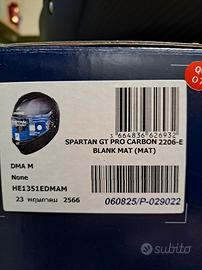 3 664836 626932
SPARTAN GT PRO CARBON 2206-E
BLANK MAT (MAT)
DMA M
None
HE1351EDMAM
23 พฤษภาคม 2566
060825/P-029022
subito